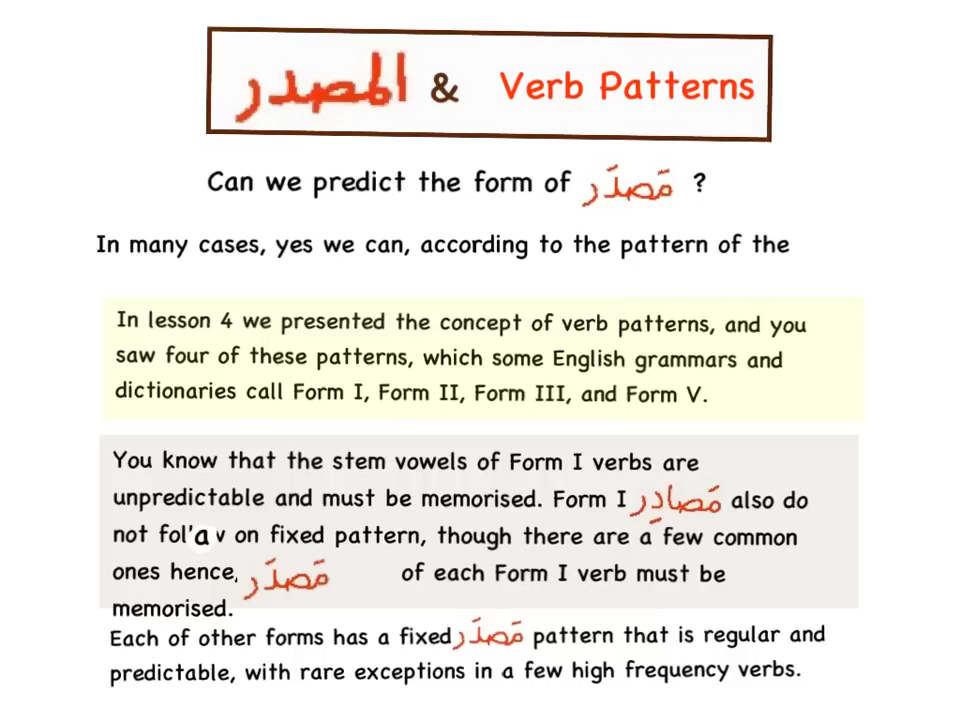 المصدر & Verb Patterns
Can we predict the form of مَصدَر ?
In many cases, yes we can, according to the pattern of the
In lesson 4 we presented the concept of verb patterns, and you
saw four of these patterns, which some English grammars and
dictionaries call Form I, Form II, Form III, and Form V.
You know that the stem vowels of Form I verbs are
unpredictable and must be memorised. Form I مَصادِر also do
not a on fixed pattern, though there are a few common
ones hence, مَصدَر of each Form I verb must be
memorised.
Each of other forms has a fixed مَصدَر pattern that is regular and
predictable, with rare exceptions in a few high frequency verbs.